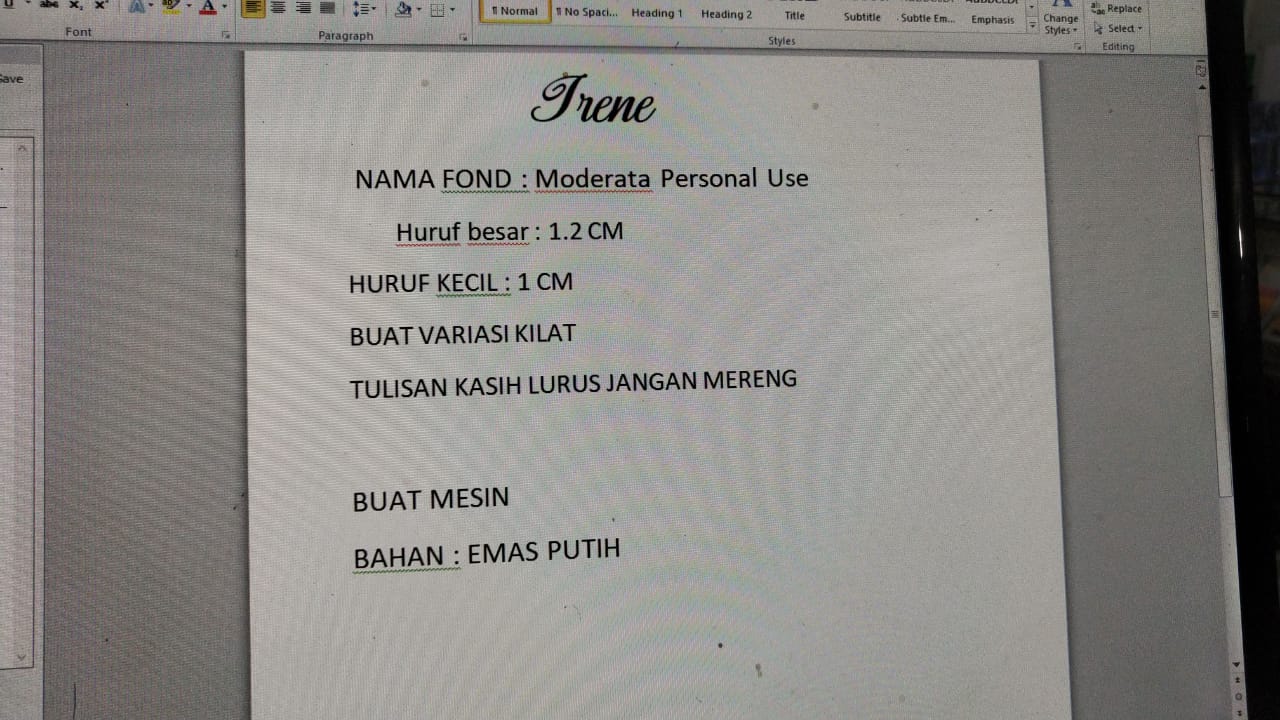 Font
Paragraph
¶ Normal
¶ No Spaci...
Heading 1
Heading 2
Title
Subtitle
Subtle Em...
Emphasis
Styles
Change
Styles
Replace
Select
Editing
Irene
NAMA FOND : Moderata Personal Use
Huruf besar : 1.2 CM
HURUF KECIL : 1 CM
BUAT VARIASI KILAT
TULISAN KASIH LURUS JANGAN MERENG
BUAT MESIN
BAHAN : EMAS PUTIH